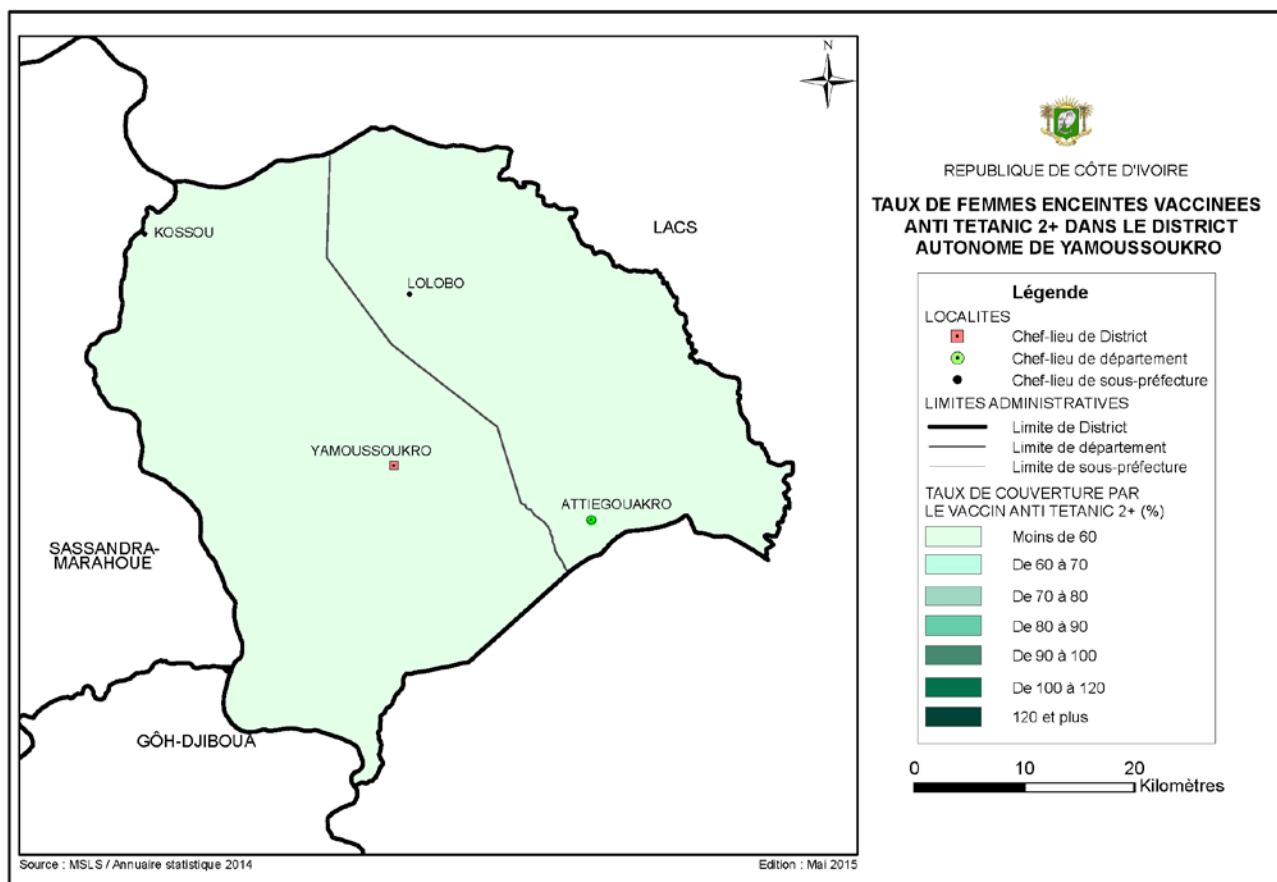 N
LACS
KOSSOU
LOLOBO
YAMOUSSOUKRO
ATTIEGOUAKRO
SASSANDRA-
MARAHOUE
GÔH-DJIBOUA
Source : MSLS / Annuaire statistique 2014
Edition : Mai 2015
REPUBLIQUE DE CÔTE D'IVOIRE
TAUX DE FEMMES ENCEINTES VACCINEES
ANTI TETANIC 2+ DANS LE DISTRICT
AUTONOME DE YAMOUSSOUKRO
Légende
LOCALITES
Chef-lieu de District
Chef-lieu de département
Chef-lieu de sous-préfecture
LIMITES ADMINISTRATIVES
Limite de District
Limite de département
Limite de sous-préfecture
TAUX DE COUVERTURE PAR
LE VACCIN ANTI TETANIC 2+ (%)
Moins de 60
De 60 à 70
De 70 à 80
De 80 à 90
De 90 à 100
De 100 à 120
120 et plus
0 10 20
Kilomètres